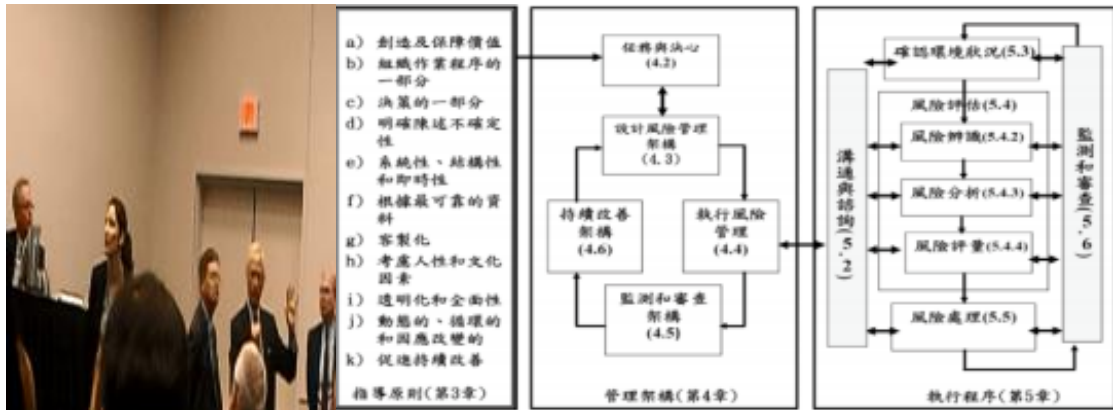 a) 創造及保障價值
b) 組織作業程序的
一部分
c) 決策的一部分
d) 明確陳述不確定
性
e) 系統性、結構性
和即時性
f) 根據最可靠的資
料
g) 客製化
h) 考慮人性和文化
因素
i) 透明化和全面性
j) 動態的、循環的
和因應改變的
k) 促進持續改善
指導原則(第3章)
任務與決心
(4.2)
設計風險管理
架構
(4.3)
持續改善
架構
(4.6)
執行風險
管理
(4.4)
監測和審查
架構
(4.5)
管理架構(第4章)
溝通與諮詢(5.2)
確認環境狀況(5.3)
風險評估(5.4)
風險辨識(5.4.2)
風險分析(5.4.3)
風險評量(5.4.4)
風險處理(5.5)
監測和審查(5.6)
執行程序(第5章)